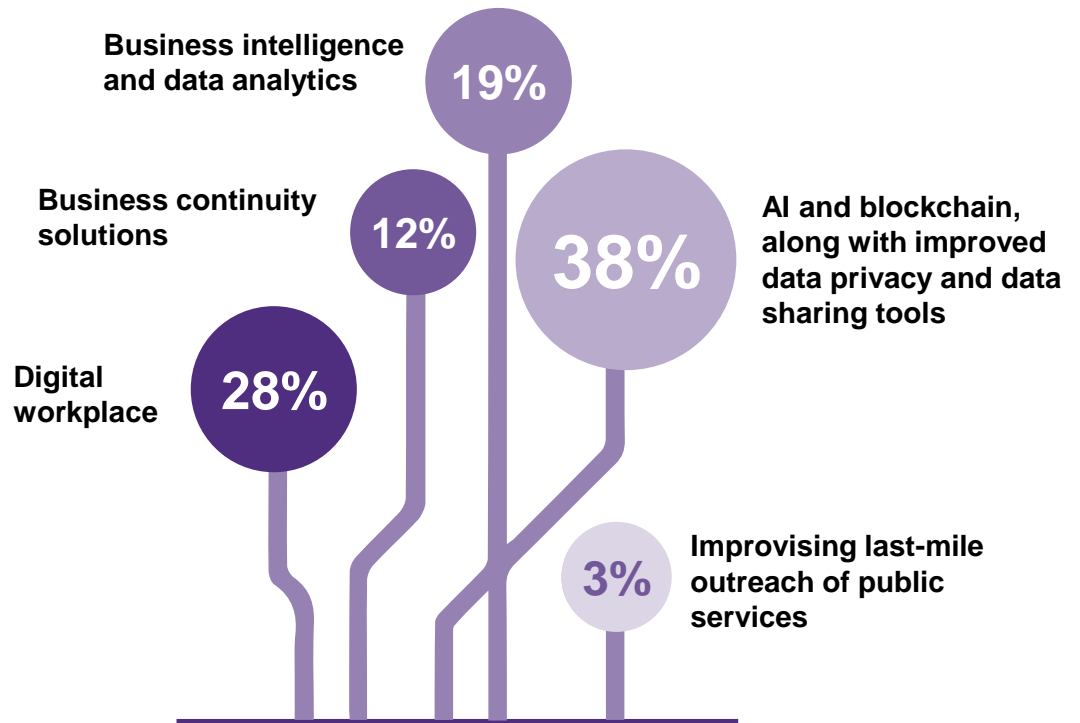 Business intelligence
and data analytics
19%
Business continuity
solutions
12%
38%
AI and blockchain,
along with improved
data privacy and data
sharing tools
Digital
workplace
28%
3%
Improvising last-mile
outreach of public
services